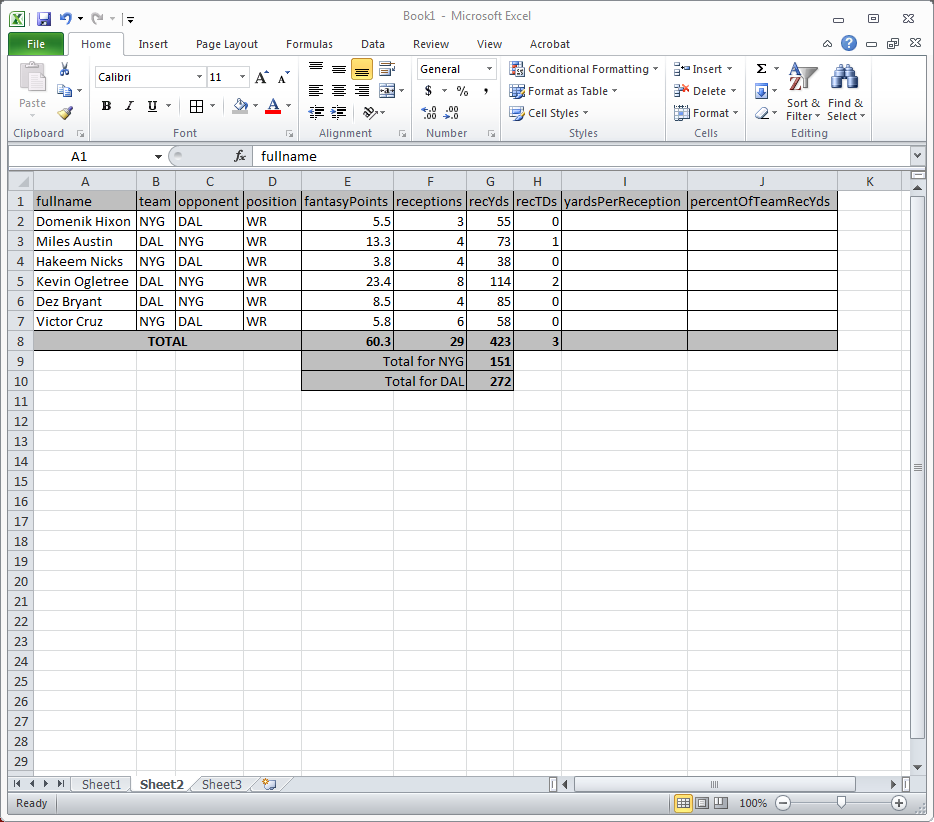 Book1 - Microsoft Excel
File Home Insert Page Layout Formulas Data Review View Acrobat
Paste
Calibri 11 A A
B I U A
General
$ % ,
.00 .0
Conditional Formatting
Format as Table
Cell Styles
Insert
Delete
Format
Σ
Sort & Filter
Find & Select
Clipboard Font Alignment Number Styles Cells Editing
A1 fx fullname
A B C D E F G H I J K
1 fullname team opponent position fantasyPoints receptions recYds recTDs yardsPerReception percentOfTeamRecYds
2 Domenik Hixon NYG DAL WR 5.5 3 55 0
3 Miles Austin DAL NYG WR 13.3 4 73 1
4 Hakeem Nicks NYG DAL WR 3.8 4 38 0
5 Kevin Ogletree DAL NYG WR 23.4 8 114 2
6 Dez Bryant DAL NYG WR 8.5 4 85 0
7 Victor Cruz NYG DAL WR 5.8 6 58 0
8 TOTAL 60.3 29 423 3
9 Total for NYG 151
10 Total for DAL 272
11
12
13
14
15
16
17
18
19
20
21
22
23
24
25
26
27
28
29
Sheet1 Sheet2 Sheet3
Ready 100%